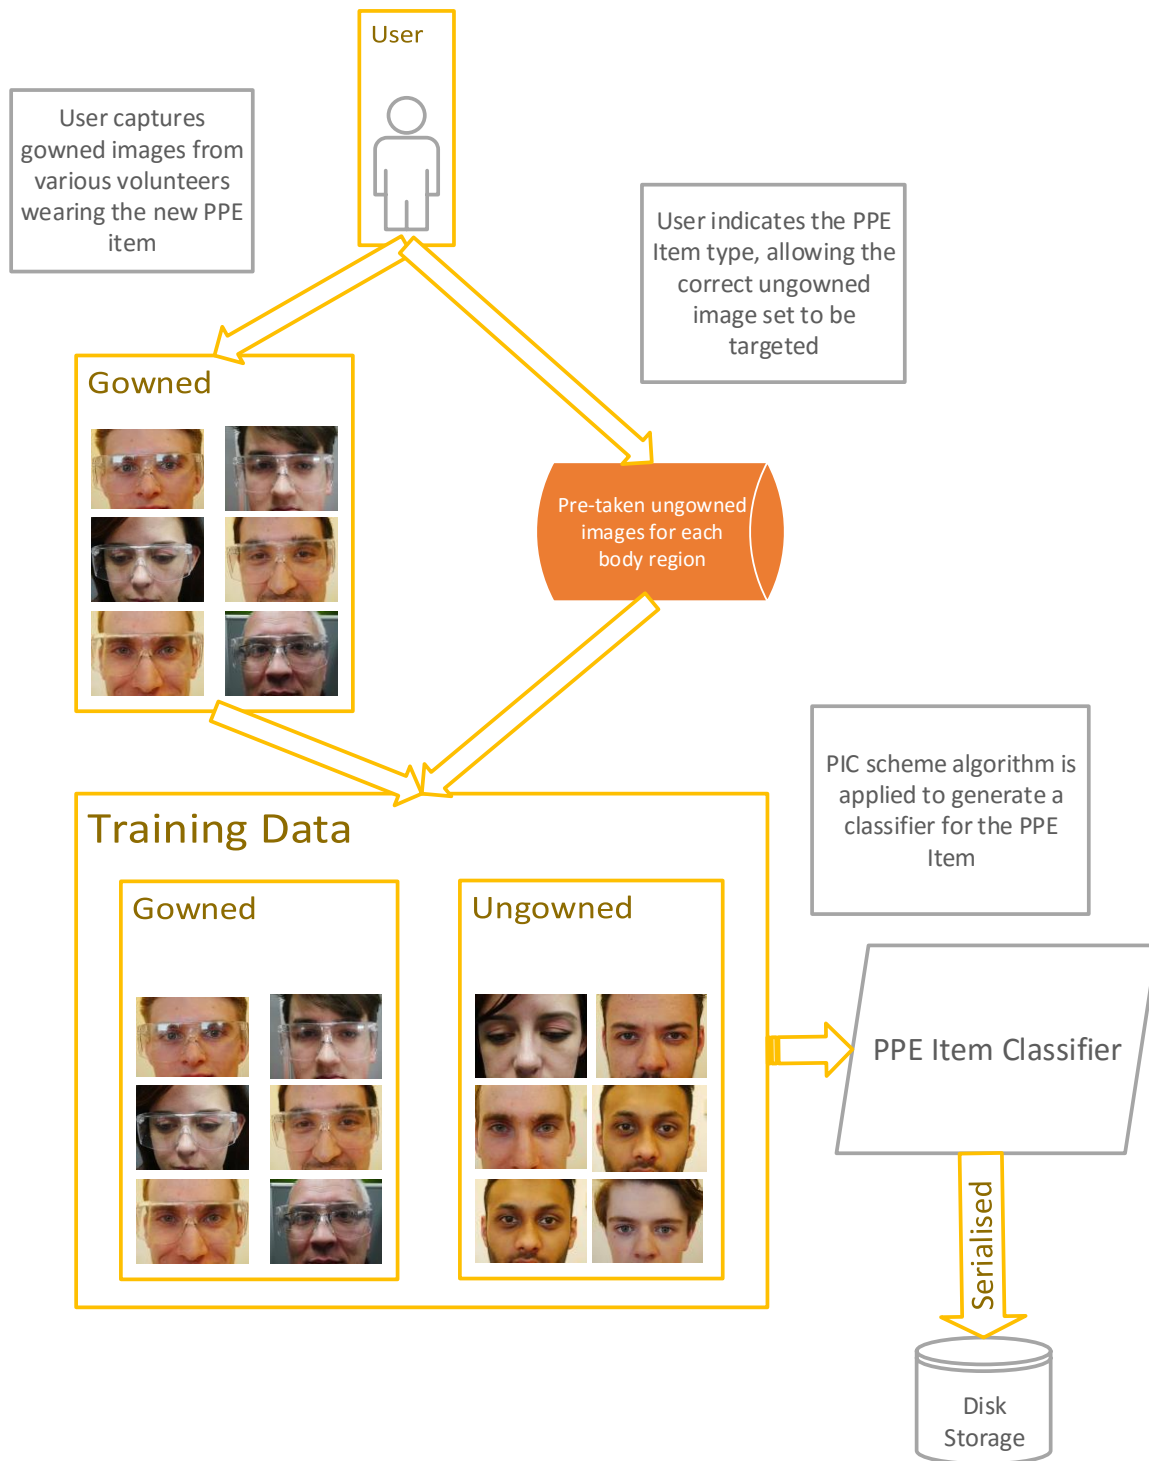 User
User captures
gowned images from
various volunteers
wearing the new PPE
item
User indicates the PPE
Item type, allowing the
correct ungowned
image set to be
targeted
Gowned
Pre-taken ungowned
images for each
body region
PIC scheme algorithm is
applied to generate a
classifier for the PPE
Item
Training Data
Gowned
Ungowned
PPE Item Classifier
Serialised
Disk
Storage